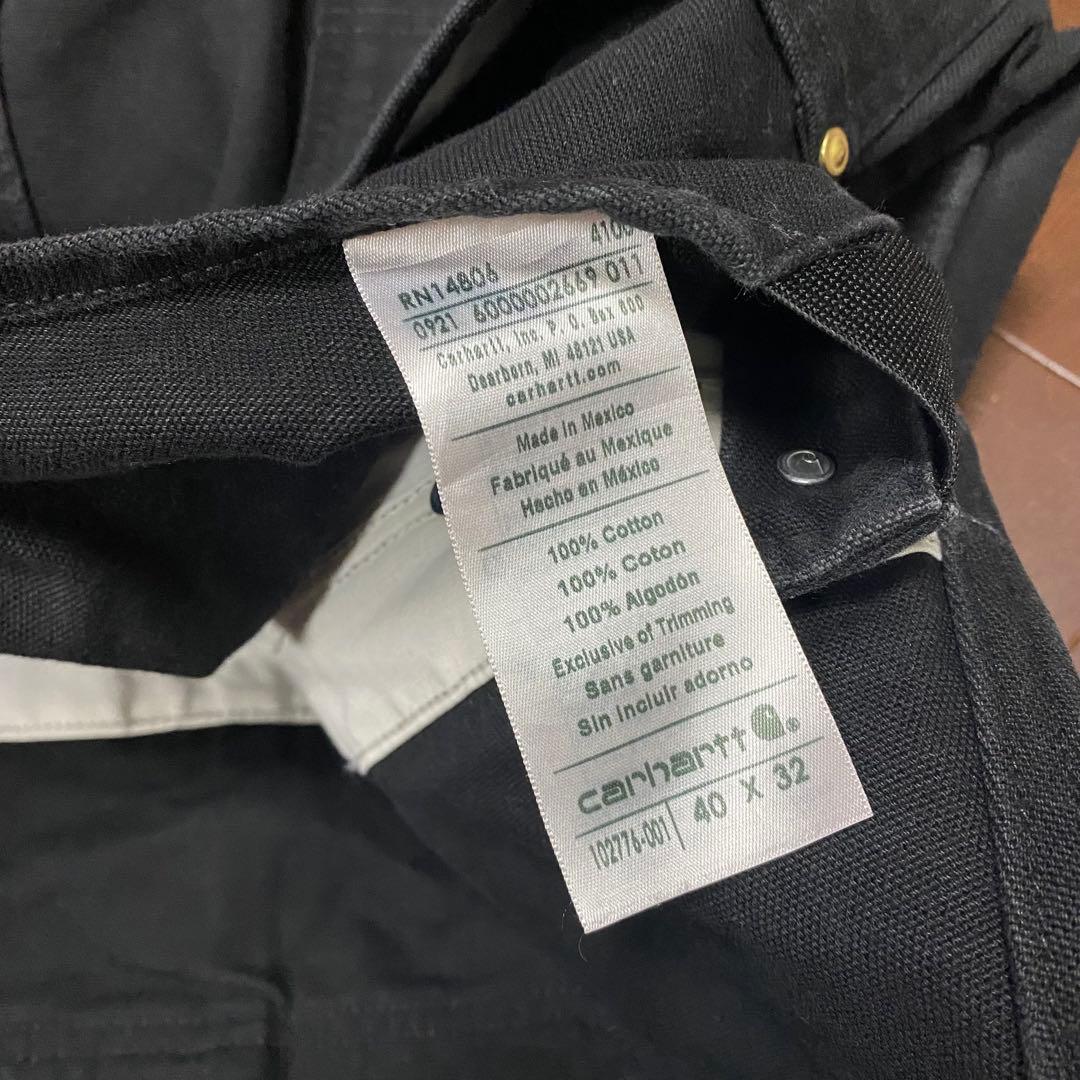 RN14806
0921 6000002669 011
Carhartt, Inc. P. O. Box 600
Dearborn, MI 48121 USA
carhartt.com
Made in Mexico
Fabriqué au Mexique
Hecho en México
100% Cotton
100% Coton
100% Algodón
Exclusive of Trimming
Sans garniture
Sin incluir adorno
carhartt
102776-001 40 X 32